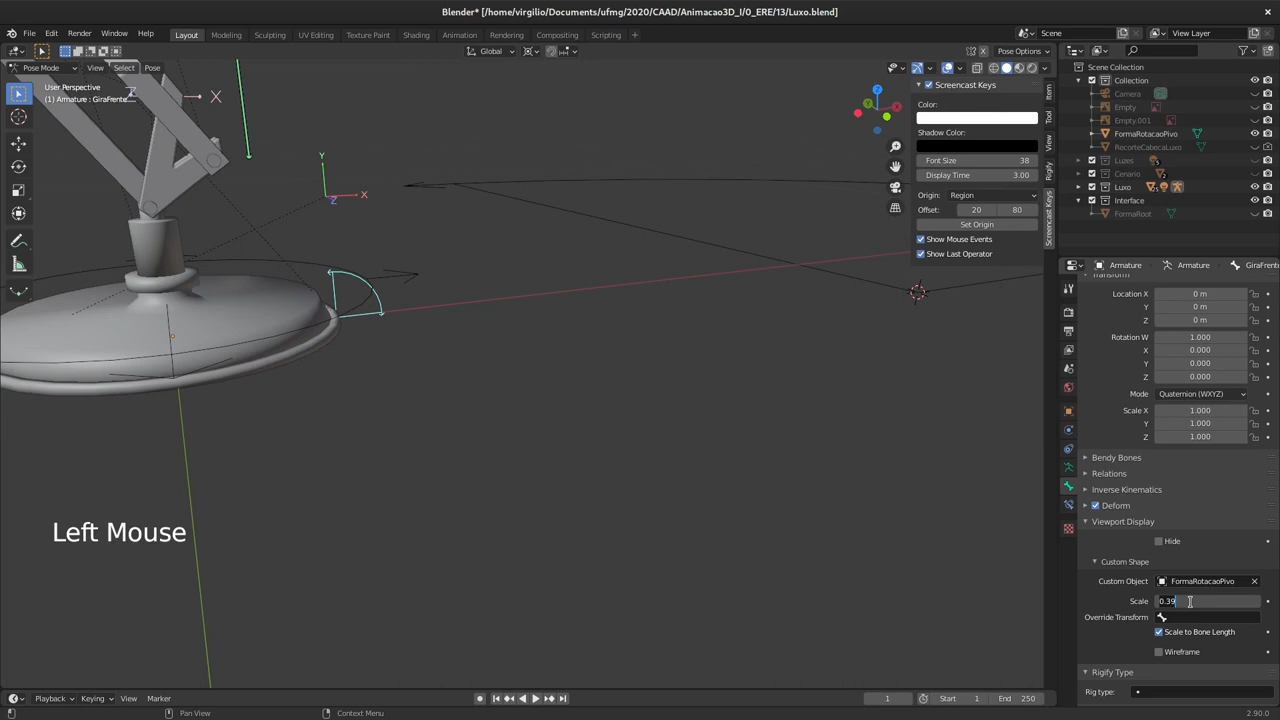 Blender* [/home/virgilio/Documents/ufmg/2020/CAAD/Animacao3D_I/0_ERE/13/Luxo.blend]
File Edit Render Window Help Layout Modeling Sculpting UV Editing Texture Paint Shading Animation Rendering Compositing Scripting + Scene View Layer
Global Pose Options
Pose Mode View Select Pose
User Perspective
(1) Armature : GiraFrente
Z X
Y
X
Z
Z
X
Y
Screencast Keys
Color:
Shadow Color:
Font Size 38
Display Time 3.00
Origin: Region
Offset: 20 80
Set Origin
Show Mouse Events
Show Last Operator
Item
Tool
View
Rigify
Screencast Keys
Scene Collection
Collection
Camera
Empty
Empty.001
FormaRotacaoPivo
RecorteCabecaLuxo
Luzes
Cenario
Luxo
Interface
FormaRoot
Armature Armature GiraFrent
Transform
Location X 0 m
Y 0 m
Z 0 m
Rotation W 1.000
X 0.000
Y 0.000
Z 0.000
Mode Quaternion (WXYZ)
Scale X 1.000
Y 1.000
Z 1.000
Bendy Bones
Relations
Inverse Kinematics
Deform
Viewport Display
Hide
Custom Shape
Custom Object FormaRotacaoPivo
Scale 0.39
Override Transform
Scale to Bone Length
Wireframe
Rigify Type
Rig type:
Left Mouse
Playback Keying View Marker 1 Start 1 End 250
Pan View Context Menu 2.90.0